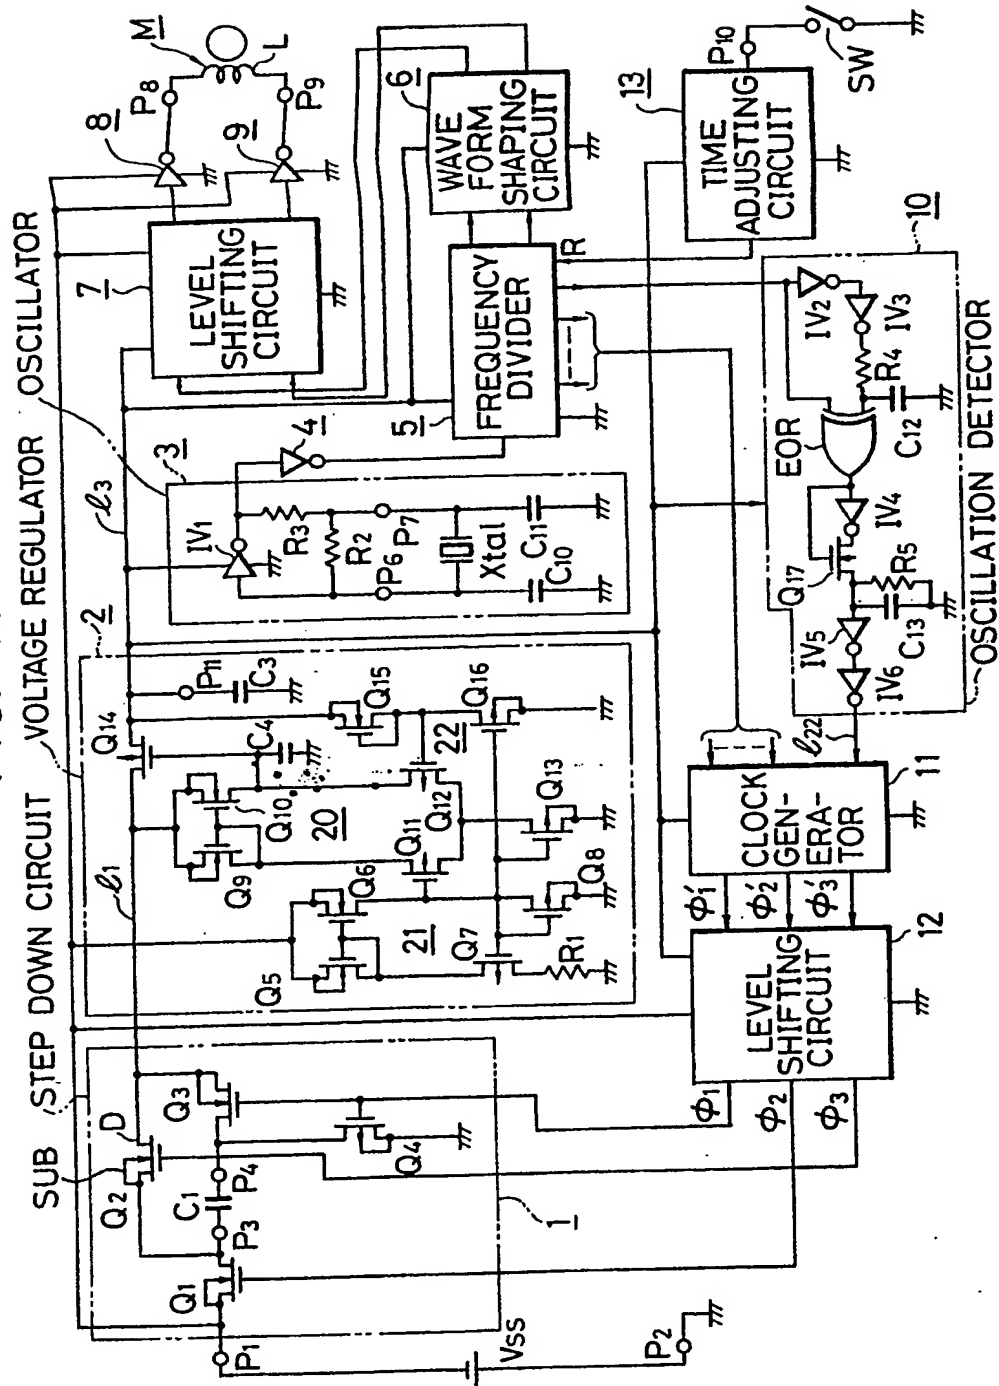 SUB
STEP DOWN CIRCUIT
VOLTAGE REGULATOR
OSCILLATOR
Q2
D
Q1
P1
P3
C1
P4
Q3
Q4
1
VSS
P2
ℓ1
2
Q14
P11
C3
C4
Q9
Q10
20
Q5
Q6
21
Q7
Q8
R1
Q11
Q12
22
Q13
Q15
Q16
ℓ3
3
IV1
R3
R2
P6
P7
Xtal
C10
C11
4
5
FREQUENCY
DIVIDER
R
6
WAVE
FORM
SHAPING
CIRCUIT
7
LEVEL
SHIFTING
CIRCUIT
8
9
P8
P9
M
L
13
TIME
ADJUSTING
CIRCUIT
P10
SW
10
IV2
IV3
R4
C12
EOR
IV4
Q17
R5
C13
IV5
IV6
OSCILLATION DETECTOR
ℓ22
11
CLOCK
GEN-
ERA-
TOR
ϕ1'
ϕ2'
ϕ3'
12
LEVEL
SHIFTING
CIRCUIT
ϕ1
ϕ2
ϕ3